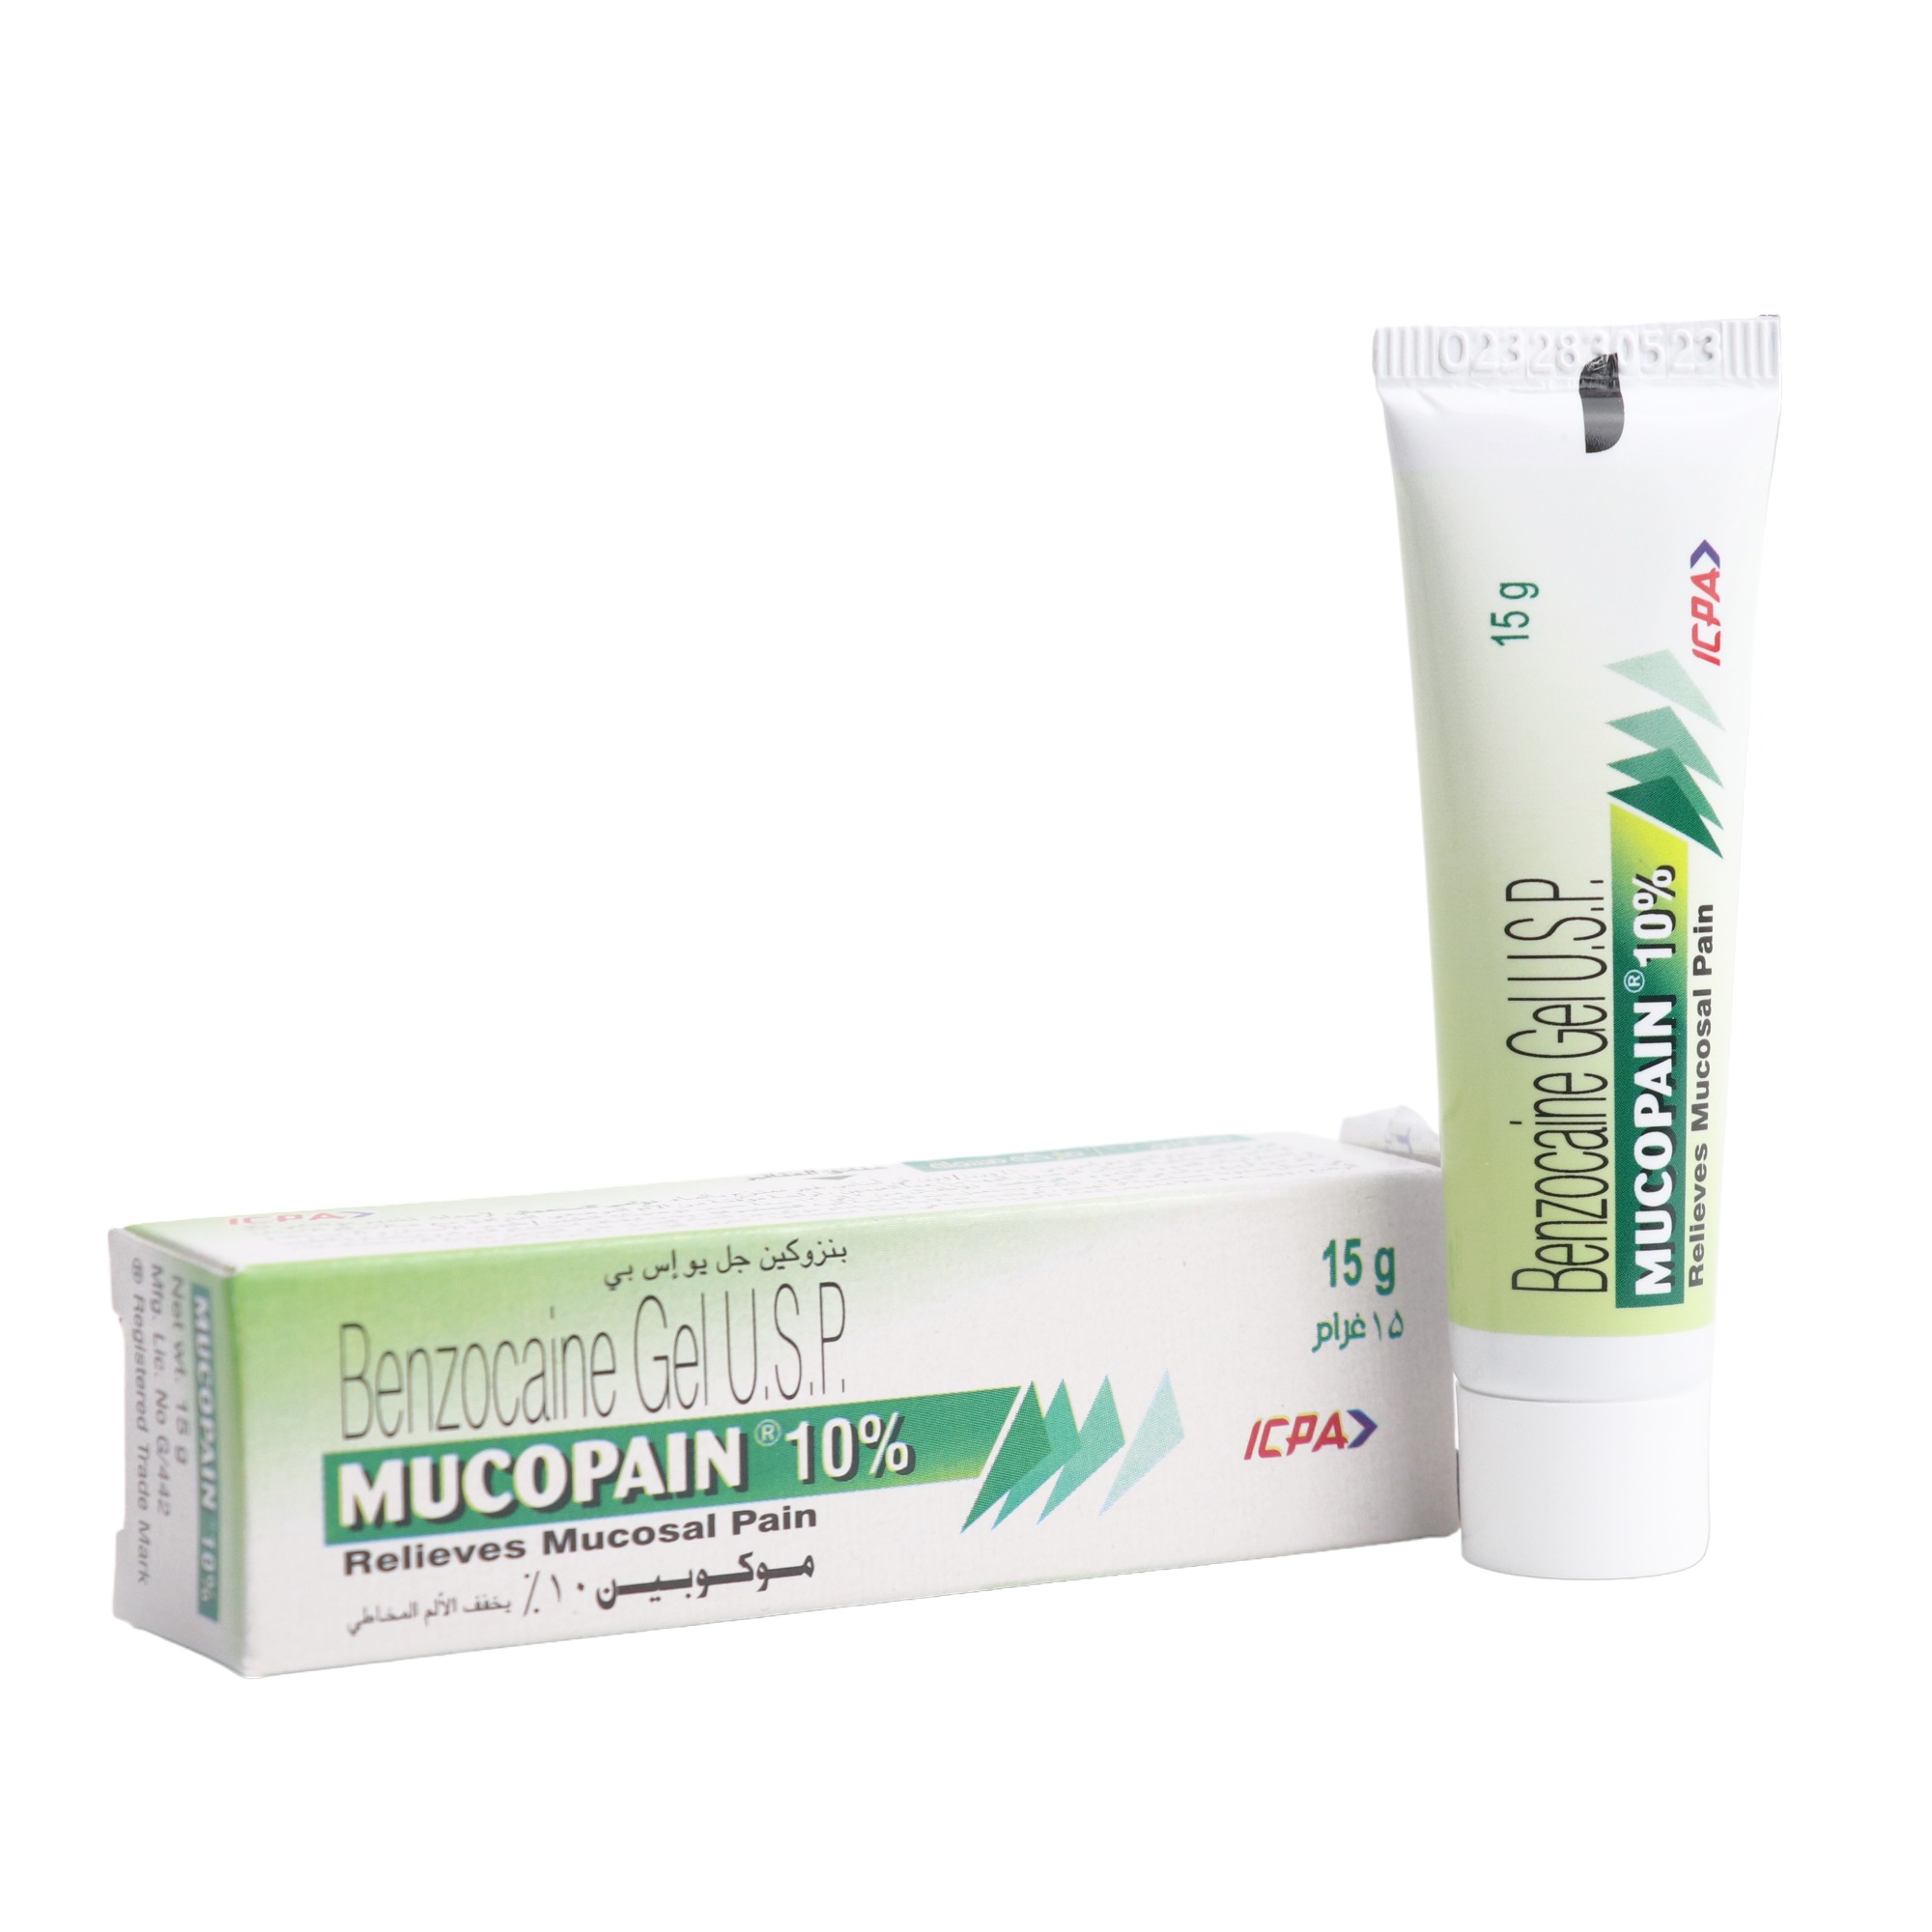 ICPA
بنزوكين جل يو إس بي
Benzocaine Gel U.S.P.
MUCOPAIN® 10%
Relieves Mucosal Pain
موكوبين ١٠٪ يخفف الألم المخاطي
15 g
١٥ غرام
ICPA
MUCOPAIN 10%
Net wt. 15 g
Mfg. Lic. No G/442
® Registered Trade Mark
0232830523
15 g
ICPA
Benzocaine Gel U.S.P.
MUCOPAIN® 10%
Relieves Mucosal Pain